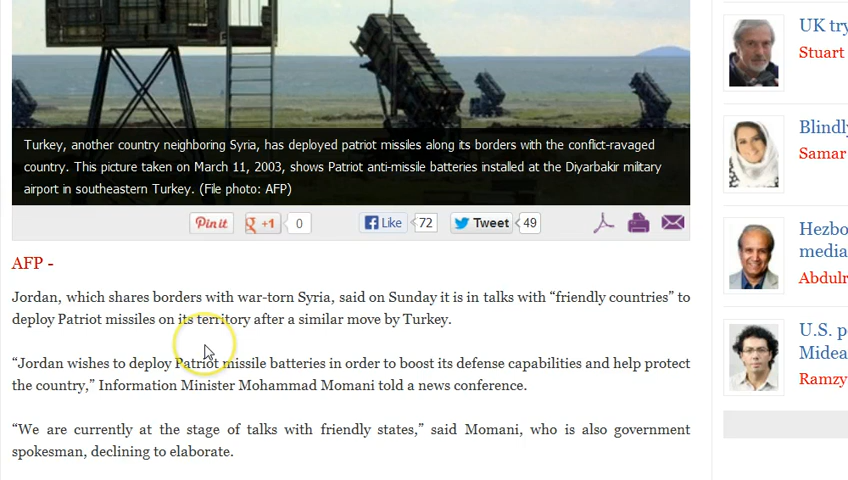 Turkey, another country neighboring Syria, has deployed patriot missiles along its borders with the conflict-ravaged
country. This picture taken on March 11, 2003, shows Patriot anti-missile batteries installed at the Diyarbakir military
airport in southeastern Turkey. (File photo: AFP)
Pinit
g +1 0
Like 72
Tweet 49
AFP -
Jordan, which shares borders with war-torn Syria, said on Sunday it is in talks with “friendly countries” to
deploy Patriot missiles on its territory after a similar move by Turkey.
“Jordan wishes to deploy Patriot missile batteries in order to boost its defense capabilities and help protect
the country,” Information Minister Mohammad Momani told a news conference.
“We are currently at the stage of talks with friendly states,” said Momani, who is also government
spokesman, declining to elaborate.
UK try
Stuart
Blindly
Samar
Hezbo
media
Abdulr
U.S. p
Midea
Ramzy